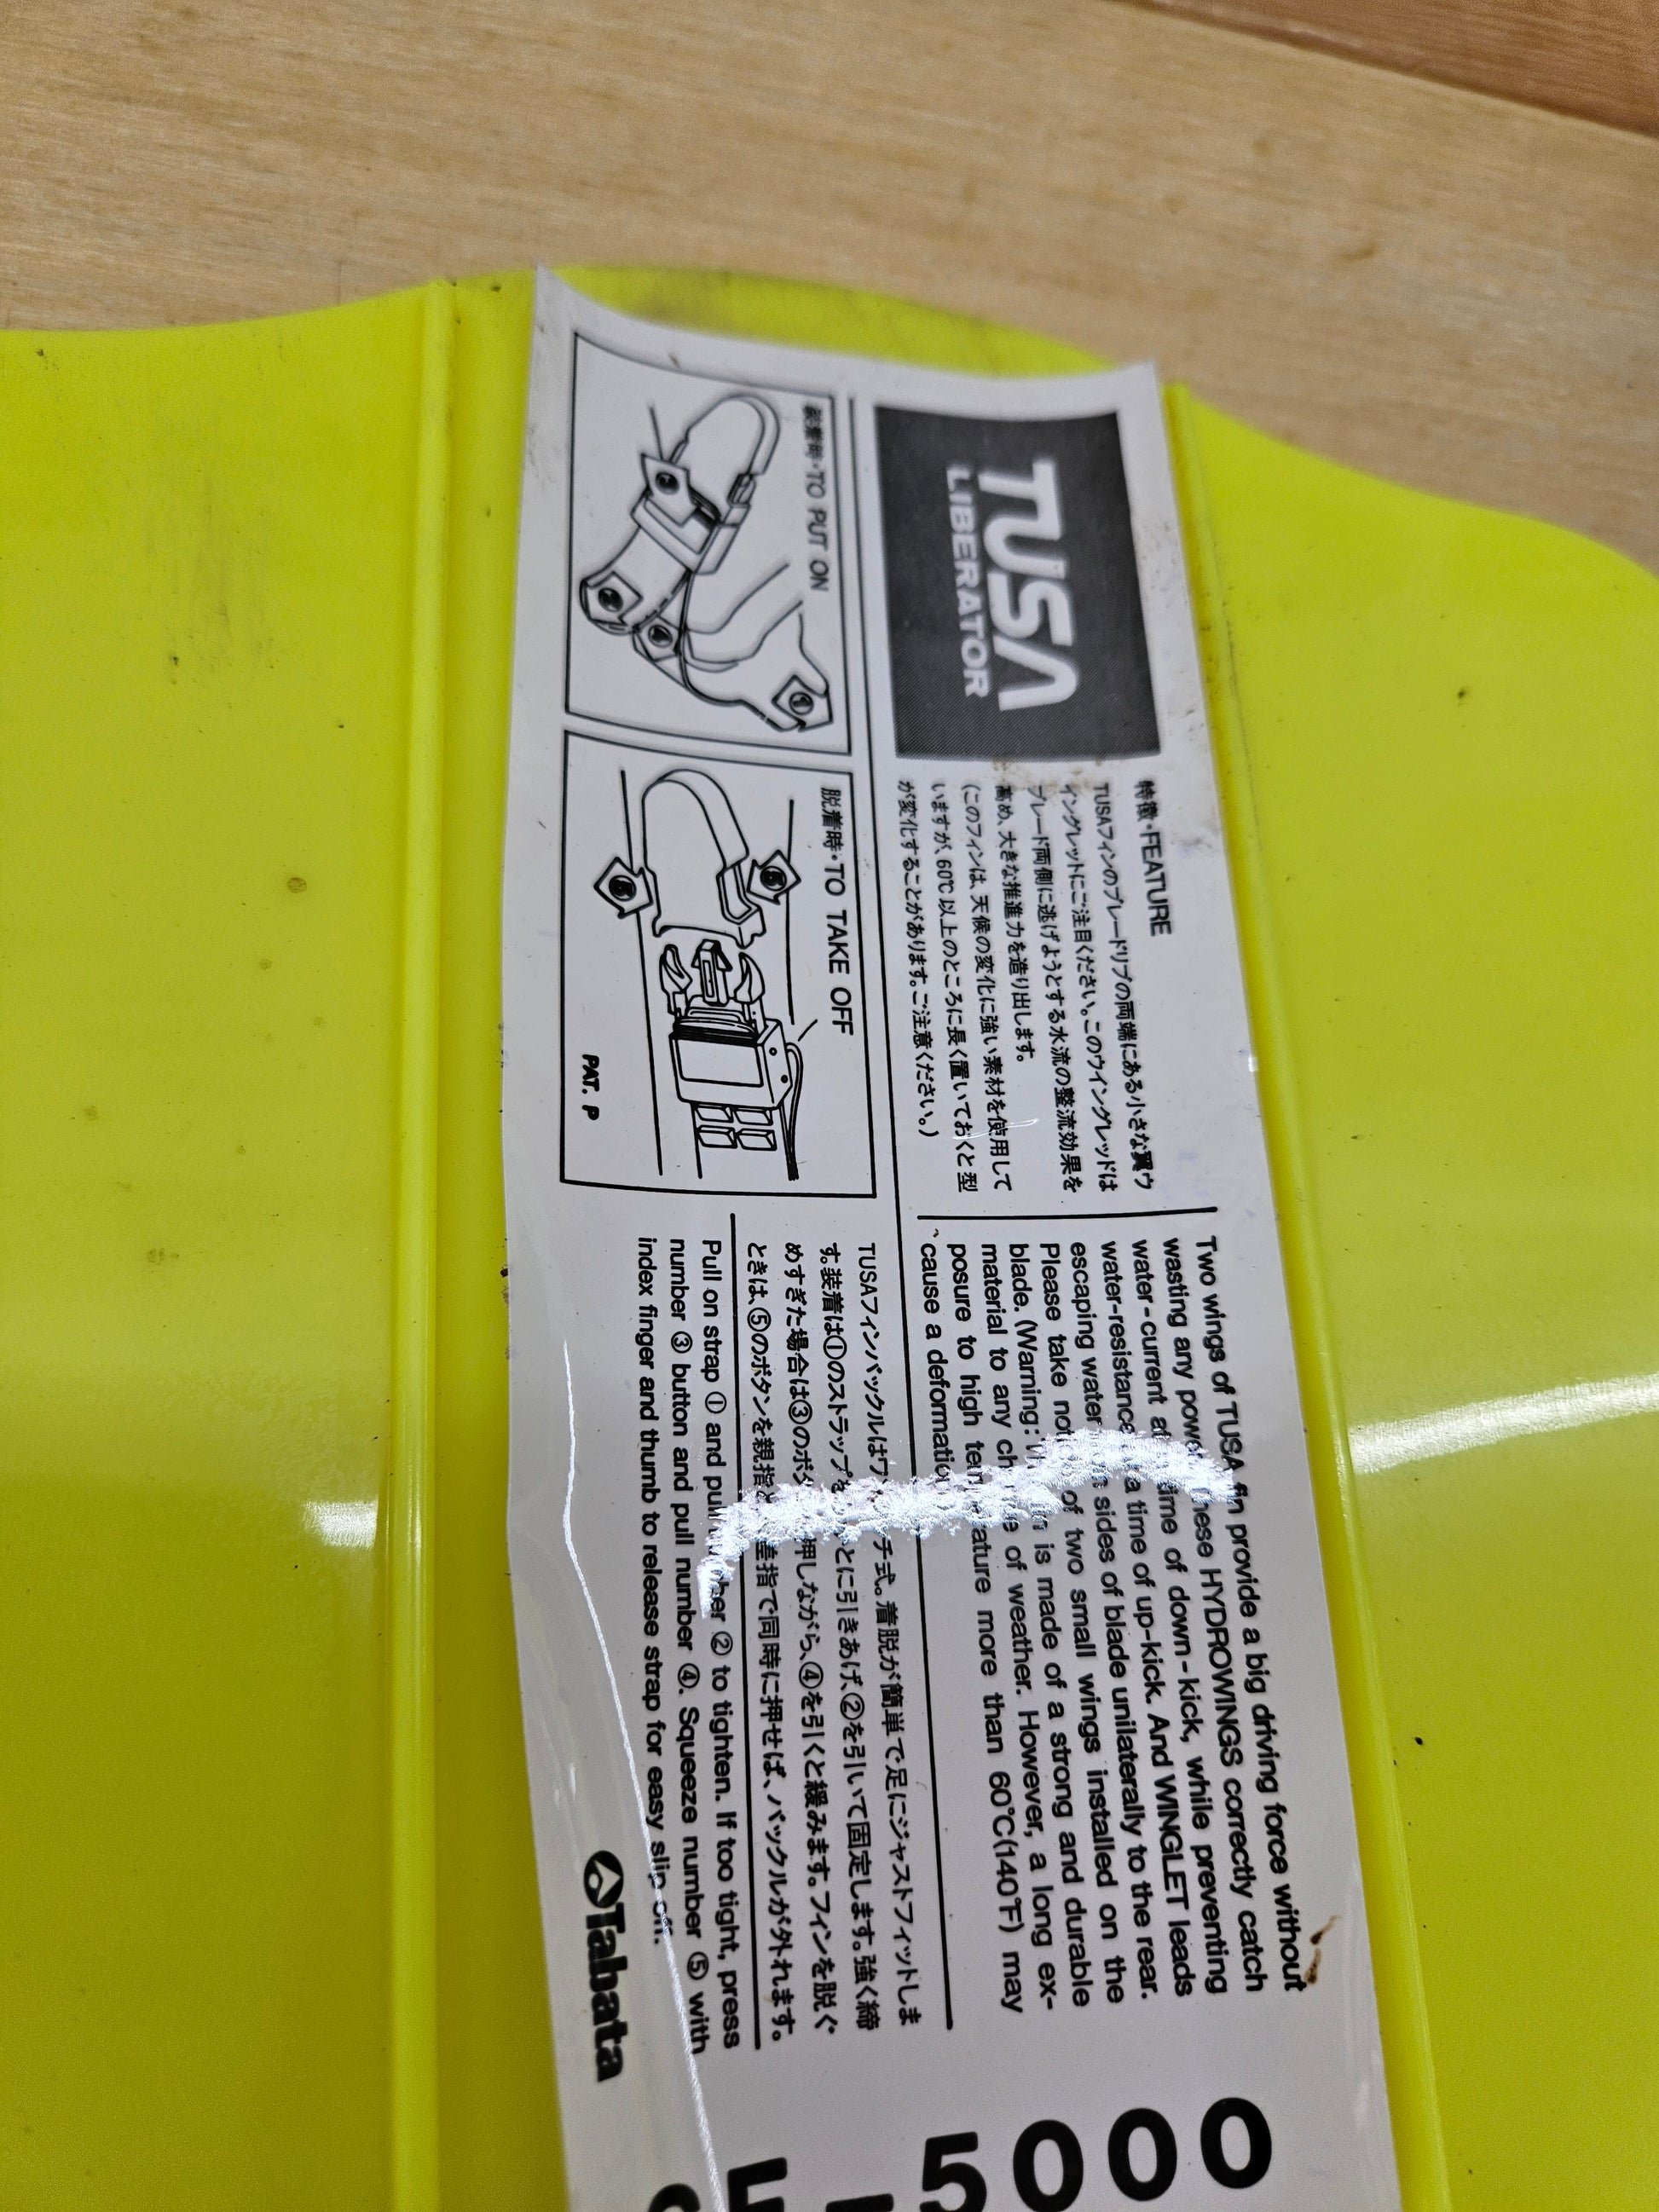 TUSA
LIBERATOR
特徴・FEATURE
TUSAフィンのブレードリブの両端にある小さな翼ウ
イングレットにご注目ください。このウイングレッドは
ブレード両側に逃げようとする水流の整流効果を
高め、大きな推進力を造り出します。
(このフィンは、天候の変化に強い素材を使用して
いますが、60℃以上のところに長く置いておくと型
が変化することがあります。ご注意ください。)
Two wings of TUSA fin provide a big driving force without
wasting any power. These HYDROWINGS correctly catch
water-current at time of down-kick, while preventing
water-resistance at a time of up-kick. And WINGLET leads
escaping water sides of blade unilaterally to the rear.
Please take of two small wings installed on the
blade. (Warning: is made of a strong and durable
material to any of weather. However, a long ex-
posure to high temperature more than 60℃(140℉) may
cause a deformation
装着時・TO PUT ON
① ② ③ ④
脱着時・TO TAKE OFF
⑤ ⑤
PAT. P
TUSAフィンバックルはワンタッチ式。着脱が簡単で足にジャストフィットしま
す。装着は①のストラップを とに引きあげ、②を引いて固定します。強く締
めすぎた場合は③のボタ 押しながら、④を引くと緩みます。フィンを脱ぐ
ときは、⑤のボタンを親指と 差指で同時に押せば、バックルが外れます。
Pull on strap ① and pull number ② to tighten. If too tight, press
number ③ button and pull number ④. Squeeze number ⑤ with
index finger and thumb to release strap for easy slip off.
Tabata
F-5000